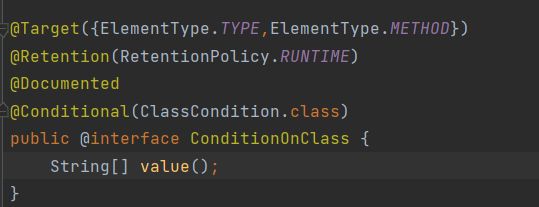 @Target({ElementType.TYPE,ElementType.METHOD})
@Retention(RetentionPolicy.RUNTIME)
@Documented
@Conditional(ClassCondition.class)
public @interface ConditionOnClass {
    String[] value();
}